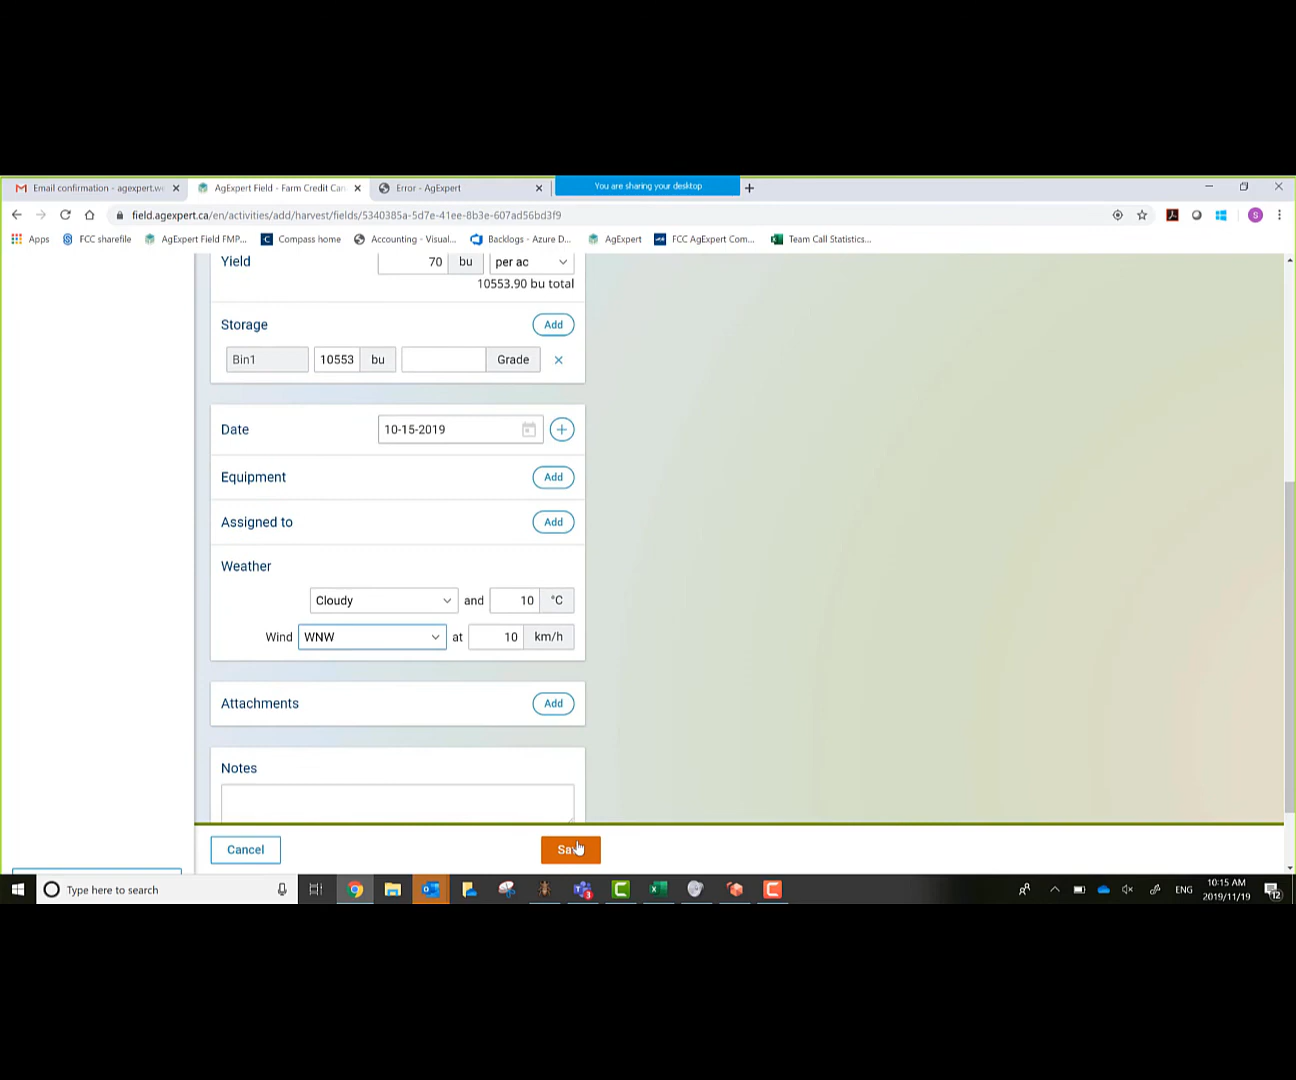 Email confirmation - agexpert.w
AgExpert Field - Farm Credit Can
Error - AgExpert
You are sharing your desktop
field.agexpert.ca/en/activities/add/harvest/fields/5340385a-5d7e-41ee-8b3e-607ad56bd3f9
Apps
FCC sharefile
AgExpert Field FMP...
Compass home
Accounting - Visual...
Backlogs - Azure D...
AgExpert
FCC AgExpert Com...
Team Call Statistics...
Yield 70 bu per ac
10553.90 bu total
Storage Add
Bin1 10553 bu Grade
Date 10-15-2019
Equipment Add
Assigned to Add
Weather
Cloudy and 10 °C
Wind WNW at 10 km/h
Attachments Add
Notes
Cancel
Type here to search
ENG
10:15 AM
2019/11/19
12